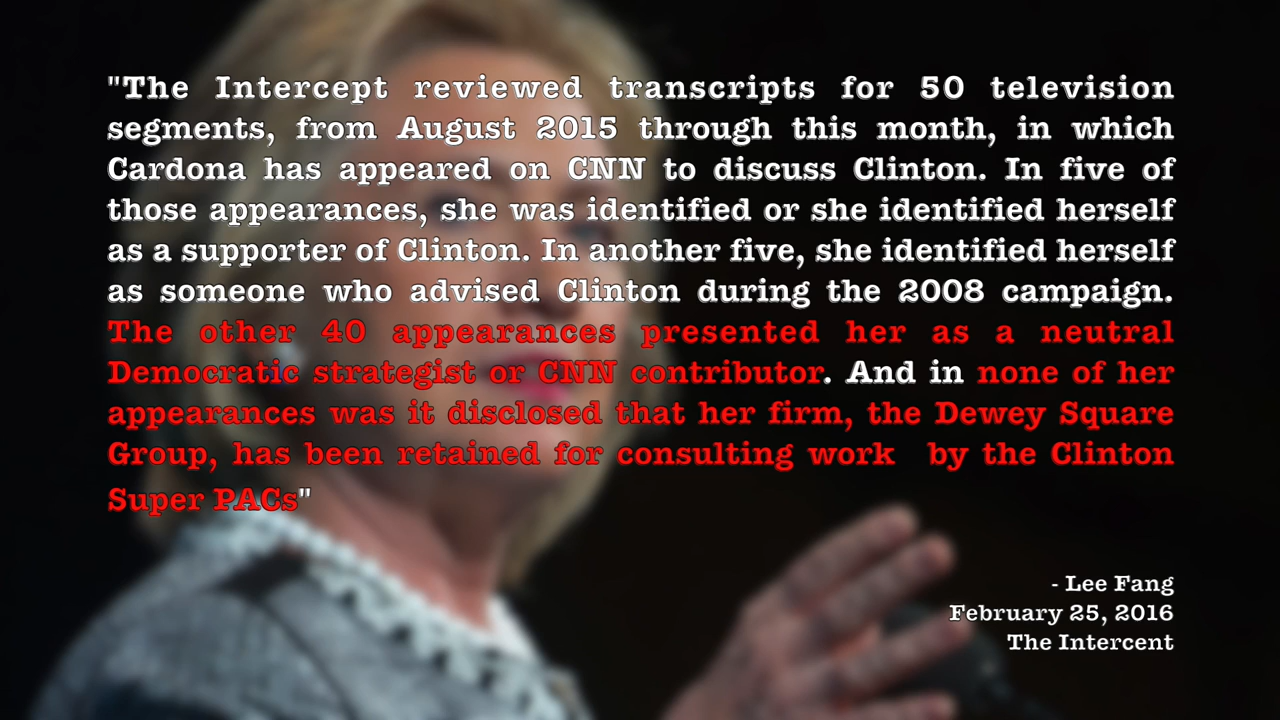 "The Intercept reviewed transcripts for 50 television
segments, from August 2015 through this month, in which
Cardona has appeared on CNN to discuss Clinton. In five of
those appearances, she was identified or she identified herself
as a supporter of Clinton. In another five, she identified herself
as someone who advised Clinton during the 2008 campaign.
The other 40 appearances presented her as a neutral
Democratic strategist or CNN contributor. And in none of her
appearances was it disclosed that her firm, the Dewey Square
Group, has been retained for consulting work by the Clinton
Super PACs"
- Lee Fang
February 25, 2016
The Intercent